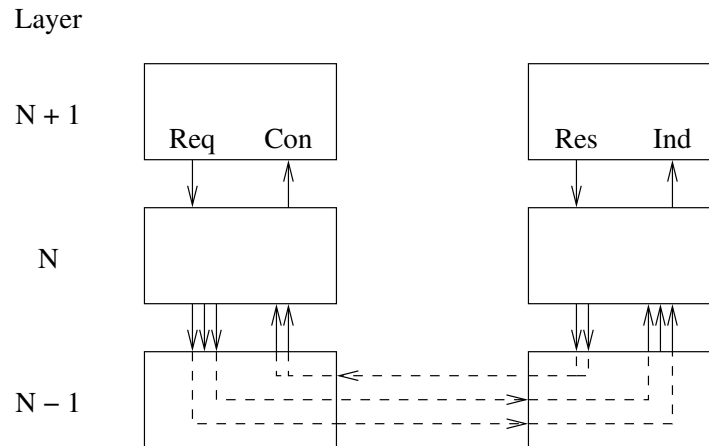 Layer
N + 1
Req Con
Res Ind
N
N − 1